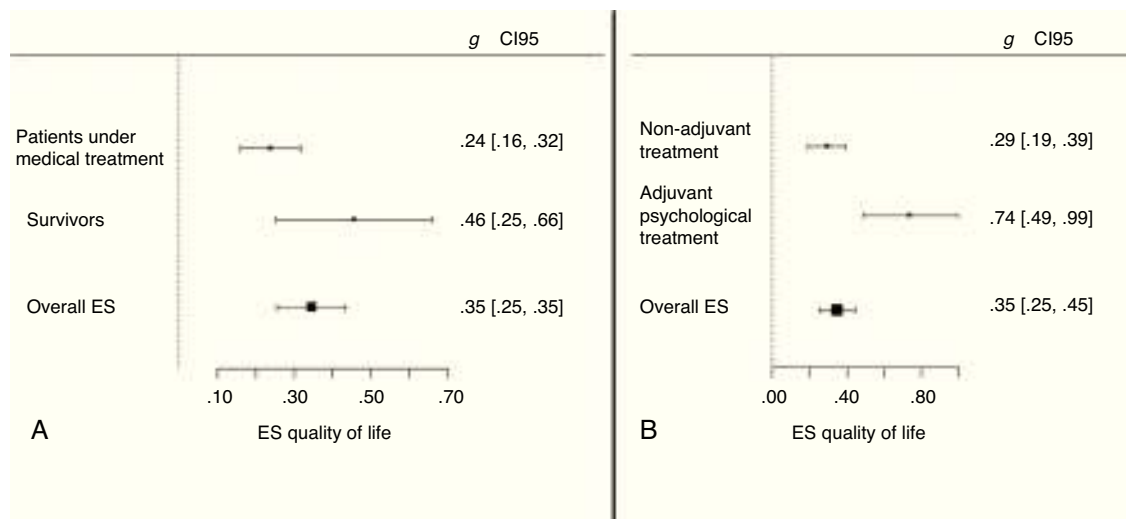 g CI95
Patients under
medical treatment
.24 [.16, .32]
Survivors
.46 [.25, .66]
Overall ES
.35 [.25, .35]
.10 .30 .50 .70
A
ES quality of life
g CI95
Non-adjuvant
treatment
.29 [.19, .39]
Adjuvant
psychological
treatment
.74 [.49, .99]
Overall ES
.35 [.25, .45]
.00 .40 .80
B
ES quality of life